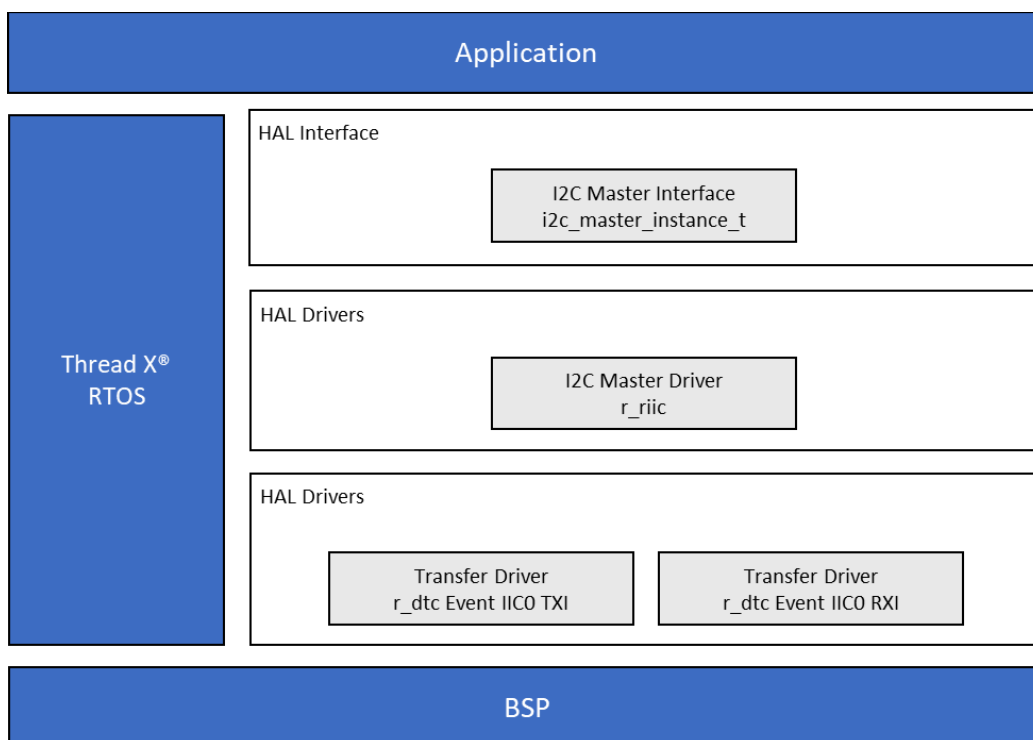 Application
Thread X®
RTOS
HAL Interface
I2C Master Interface
i2c_master_instance_t
HAL Drivers
I2C Master Driver
r_riic
HAL Drivers
Transfer Driver
r_dtc Event IIC0 TXI
Transfer Driver
r_dtc Event IIC0 RXI
BSP